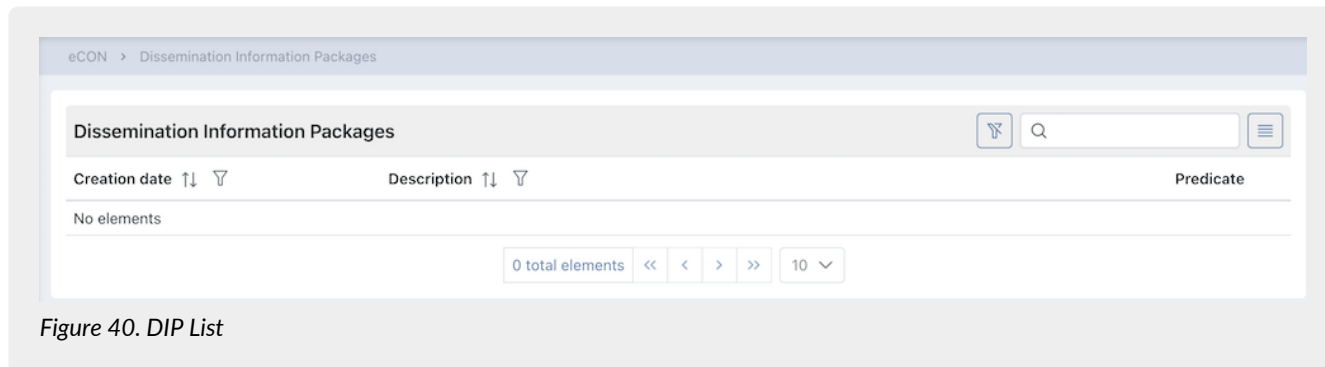 eCON > Dissemination Information Packages
Dissemination Information Packages
Creation date Description Predicate
No elements
0 total elements << < > >> 10
Figure 40. DIP List